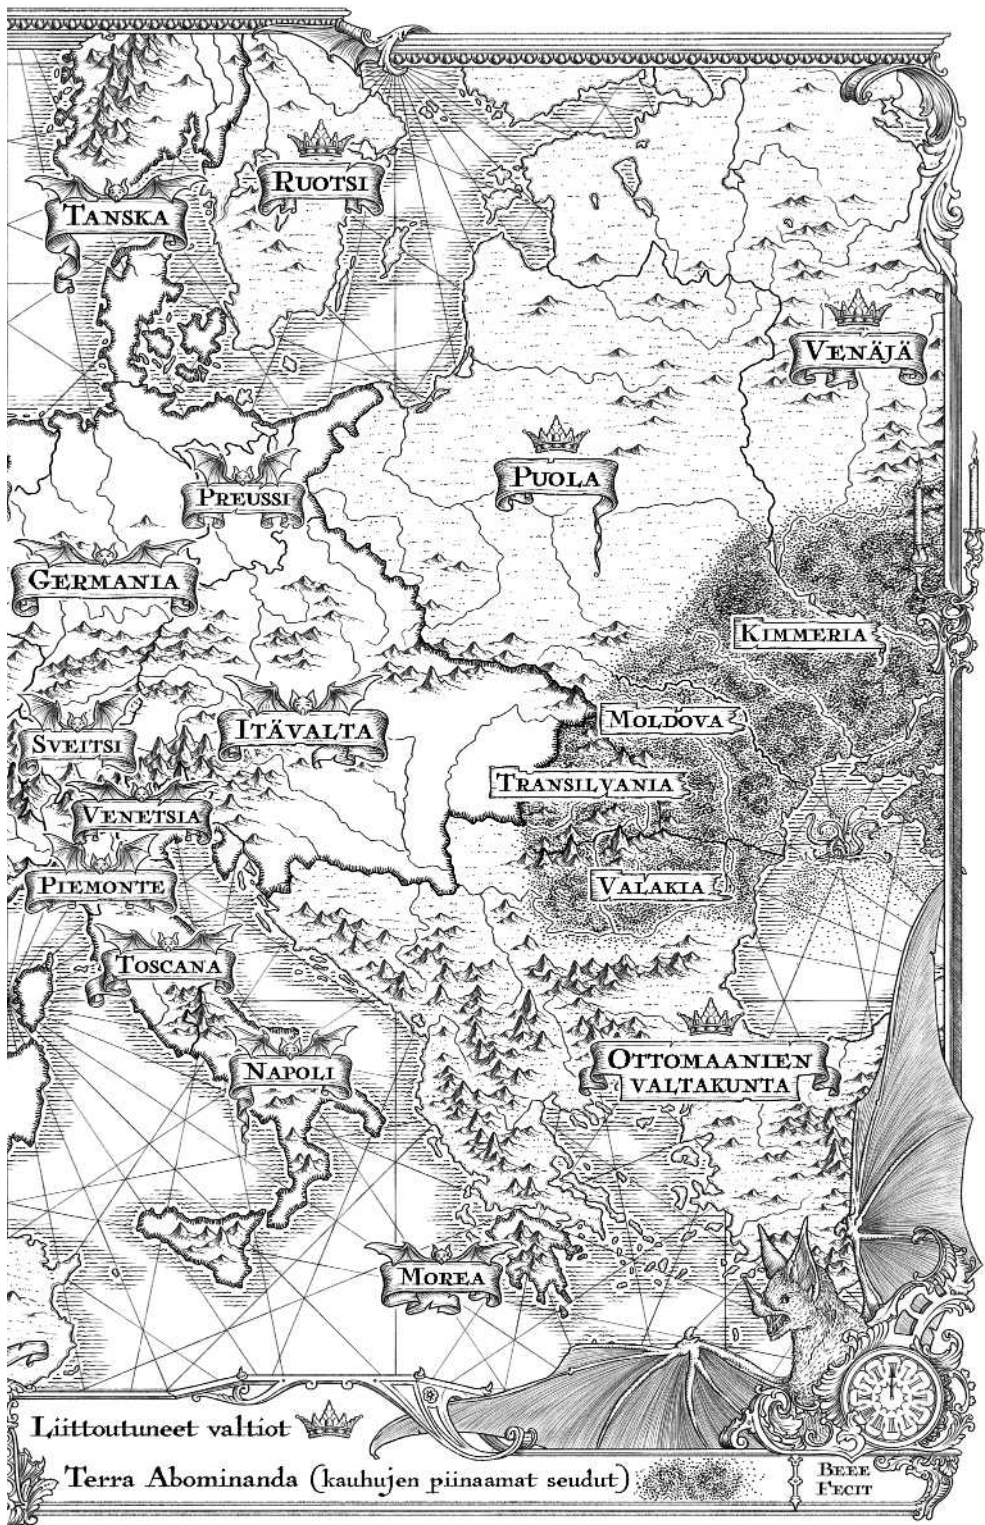 RUOTSI
TANSKA
VENÄJÄ
PUOLA
PREUSSI
GERMANIA
KIMMERIA
MOLDOVA
ITÄVALTA
SVEITSI
TRANSILVANIA
VENETSIA
PIEMONTE
VALAKIA
TOSCANA
NAPOLI
OTTOMAANIEN
VALTAKUNTA
MOREA
Liittoutuneet valtiot
Terra Abominanda (kauhujen piinaamat seudut)
BEEE
FECIT